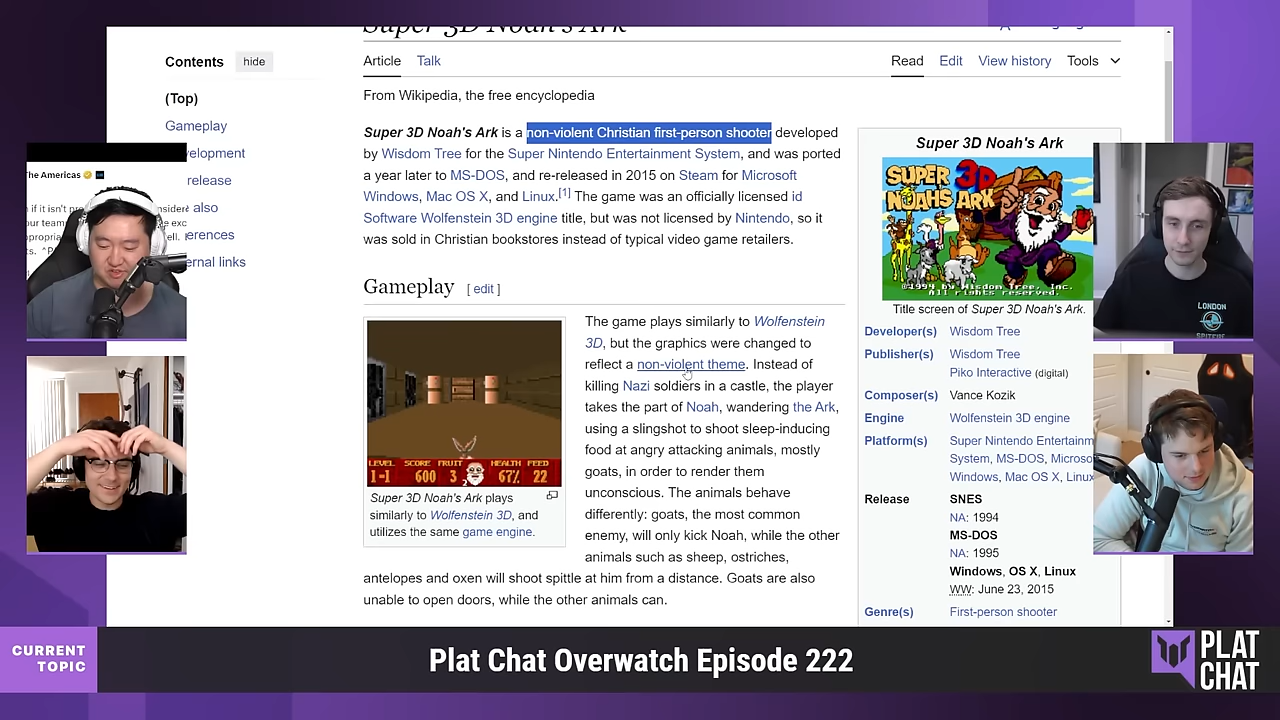 Super 3D Noah's Ark
Contents hide
(Top)
Gameplay
velopment
release
also
erences
ernal links
Article Talk
Read Edit View history Tools
From Wikipedia, the free encyclopedia
Super 3D Noah's Ark is a non-violent Christian first-person shooter developed
by Wisdom Tree for the Super Nintendo Entertainment System, and was ported
a year later to MS-DOS, and re-released in 2015 on Steam for Microsoft
Windows, Mac OS X, and Linux.[1] The game was an officially licensed id
Software Wolfenstein 3D engine title, but was not licensed by Nintendo, so it
was sold in Christian bookstores instead of typical video game retailers.
Gameplay [ edit ]
LEVEL SCORE FRUIT HEALTH FEED
1-1 600 3 67% 22
Super 3D Noah's Ark plays
similarly to Wolfenstein 3D, and
utilizes the same game engine.
The game plays similarly to Wolfenstein
3D, but the graphics were changed to
reflect a non-violent theme. Instead of
killing Nazi soldiers in a castle, the player
takes the part of Noah, wandering the Ark,
using a slingshot to shoot sleep-inducing
food at angry attacking animals, mostly
goats, in order to render them
unconscious. The animals behave
differently: goats, the most common
enemy, will only kick Noah, while the other
animals such as sheep, ostriches,
antelopes and oxen will shoot spittle at him from a distance. Goats are also
unable to open doors, while the other animals can.
Super 3D Noah's Ark
SUPER 3D
NOAHS ARK
©1994 by Wisdom Tree, Inc.
All rights reserved.
Title screen of Super 3D Noah's Ark.
Developer(s) Wisdom Tree
Publisher(s) Wisdom Tree
Piko Interactive (digital)
Composer(s) Vance Kozik
Engine Wolfenstein 3D engine
Platform(s) Super Nintendo Entertainm
System, MS-DOS, Microso
Windows, Mac OS X, Linux
Release SNES
NA: 1994
MS-DOS
NA: 1995
Windows, OS X, Linux
WW: June 23, 2015
Genre(s) First-person shooter
he Americas
if it isn't
LONDON
SPITFIRE
CURRENT
TOPIC
Plat Chat Overwatch Episode 222
PLAT
CHAT